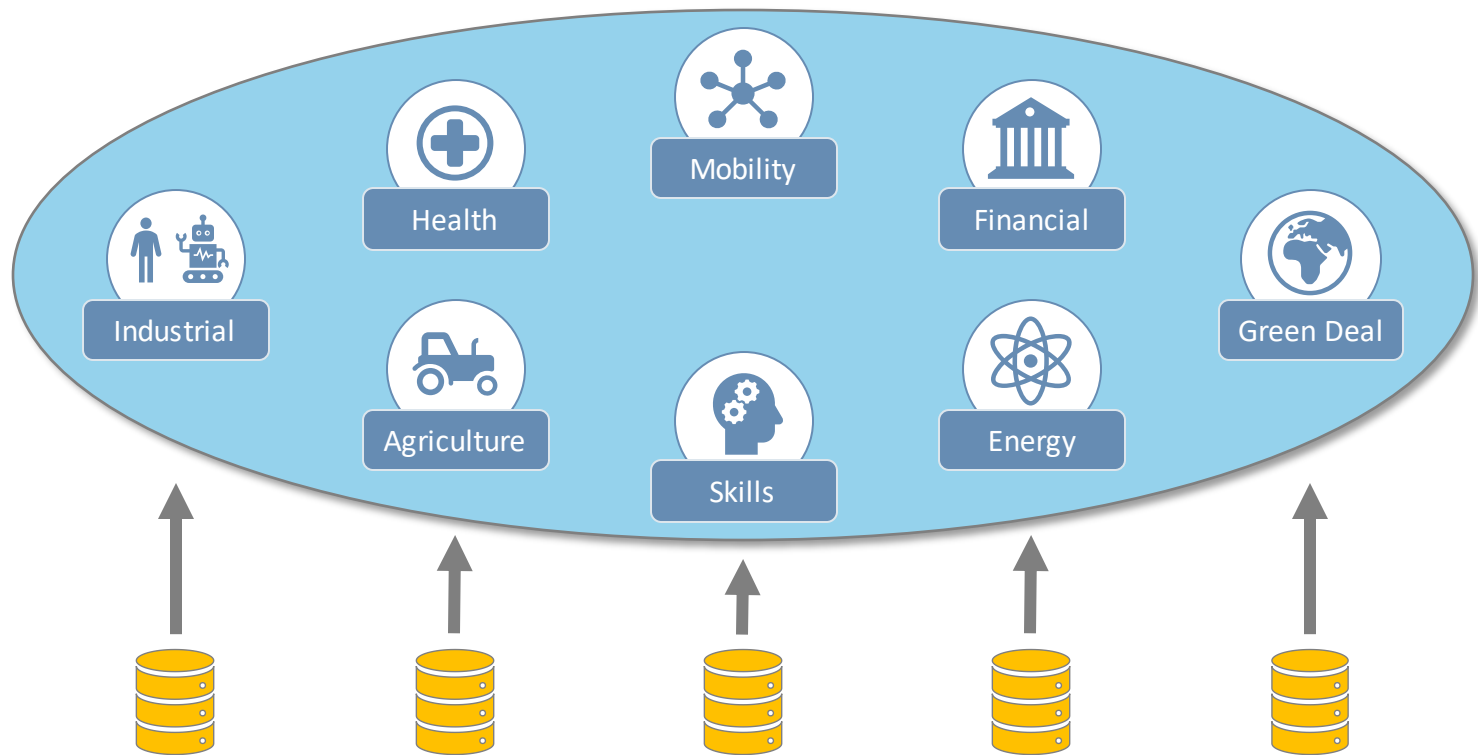 Mobility
Health
Financial
Industrial
Green Deal
Agriculture
Energy
Skills